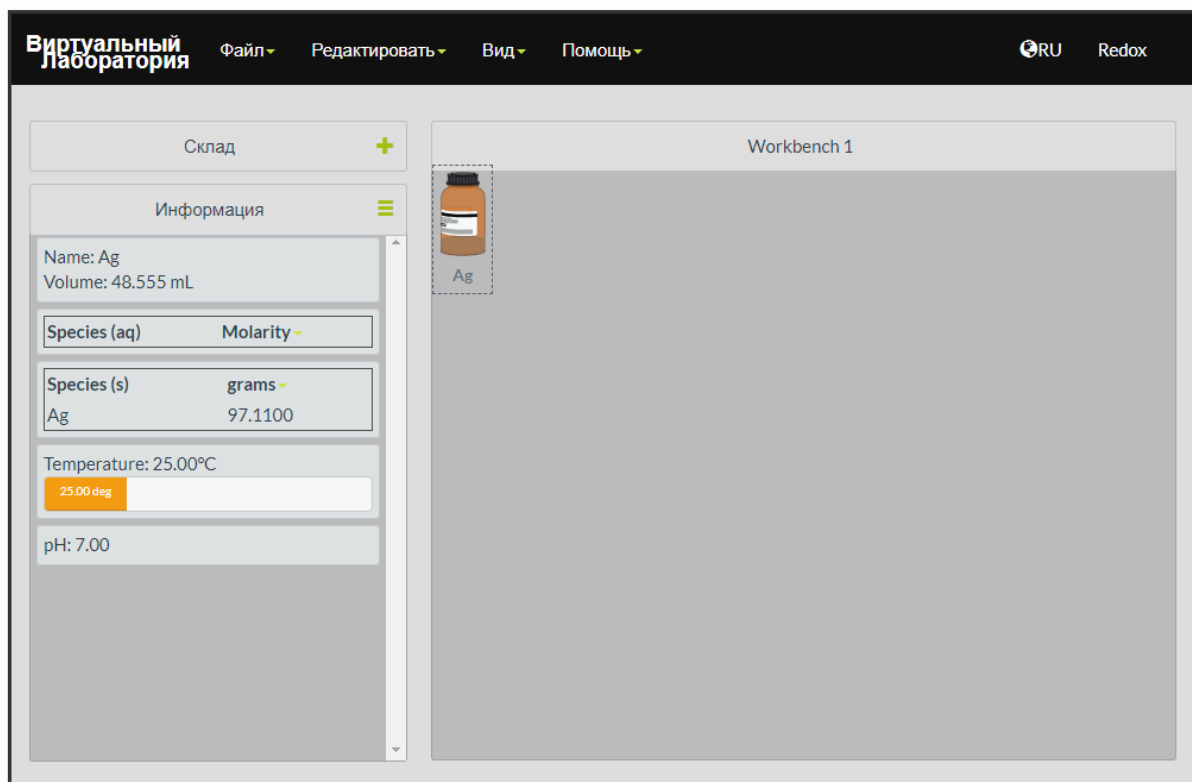 Виртуальный
Лаборатория
Файл
Редактировать
Вид
Помощь
RU
Redox
Склад
Workbench 1
Информация
Name: Ag
Volume: 48.555 mL
Ag
Species (aq) Molarity
Species (s) grams
Ag 97.1100
Temperature: 25.00°C
25.00 deg
pH: 7.00